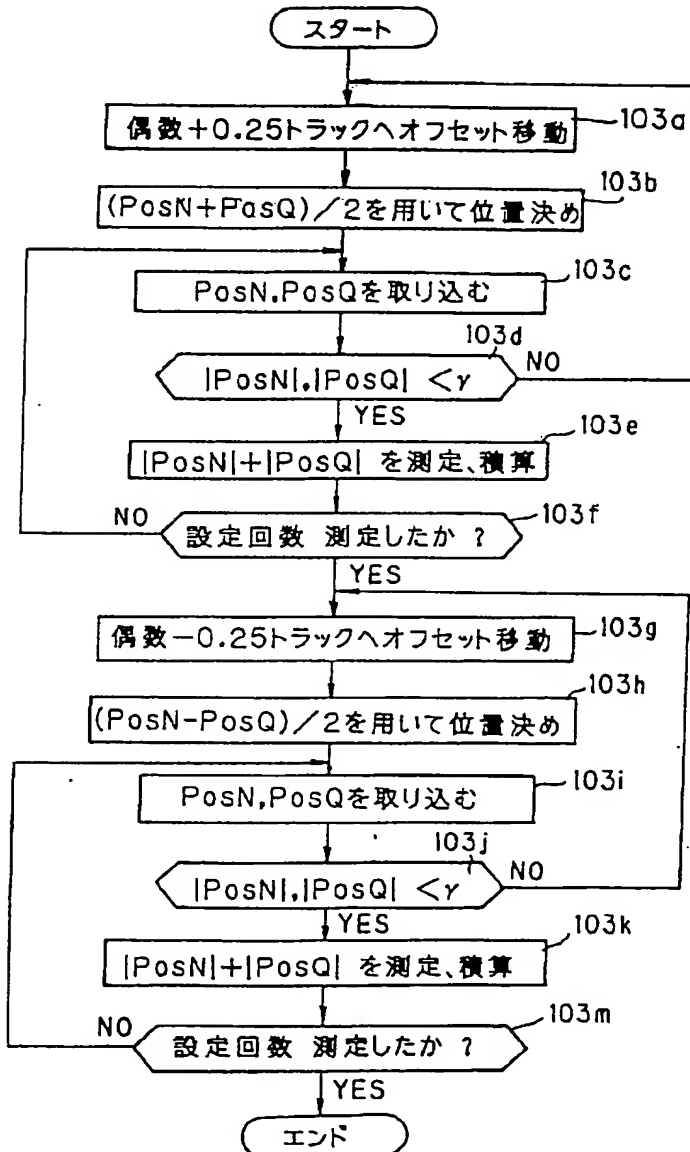 スタート
偶数+0.25トラックへオフセット移動
103a
103b
(PosN+PosQ)/2を用いて位置決め
103c
PosN,PosQを取り込む
103d
|PosN|,|PosQ| <γ
NO
YES
103e
|PosN|+|PosQ| を測定、積算
NO
103f
設定回数 測定したか ?
YES
偶数-0.25トラックへオフセット移動
103g
103h
(PosN-PosQ)/2を用いて位置決め
103i
PosN,PosQを取り込む
103j
|PosN|,|PosQ| <γ
NO
YES
103k
|PosN|+|PosQ| を測定、積算
NO
103m
設定回数 測定したか ?
YES
エンド